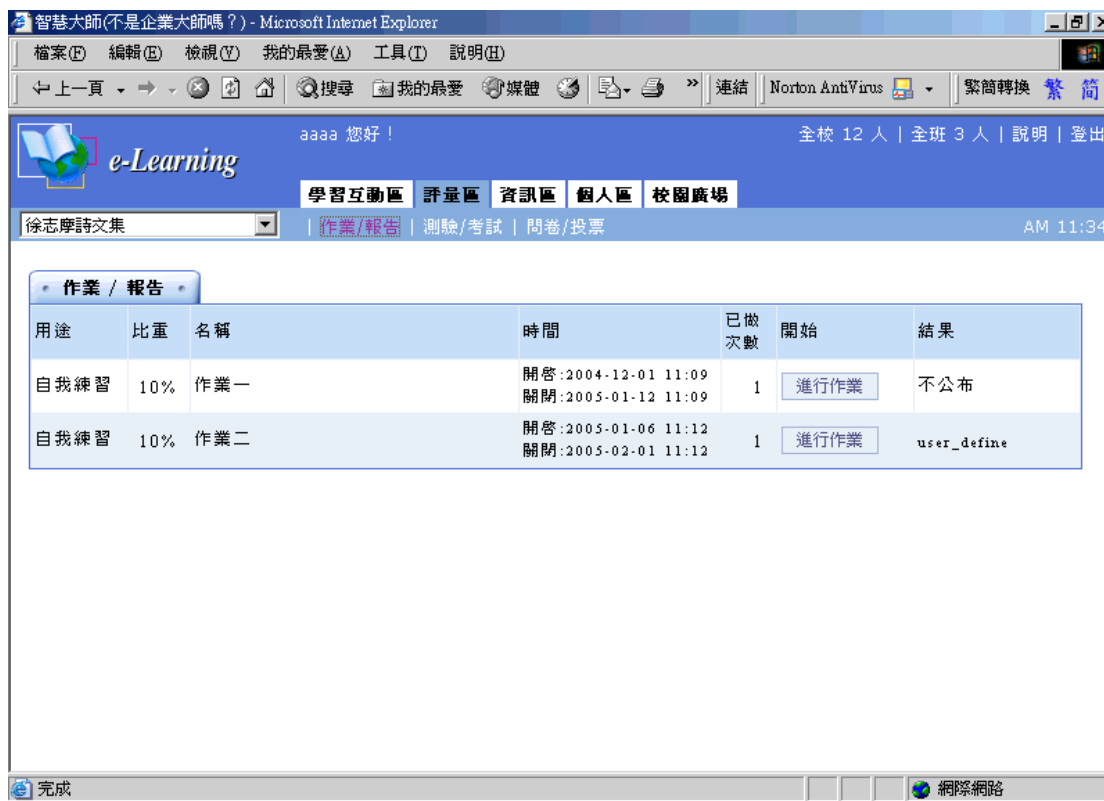 智慧大師(不是企業大師嗎？) - Microsoft Internet Explorer
檔案(F) 編輯(E) 檢視(V) 我的最愛(A) 工具(T) 說明(H)
上一頁 搜尋 我的最愛 媒體 » 連結 Norton AntiVirus 繁簡轉換 繁 简
e-Learning
aaaa 您好！
全校 12 人 | 全班 3 人 | 說明 | 登出
學習互動區 評量區 資訊區 個人區 校園廣場
徐志摩詩文集 | 作業/報告 | 測驗/考試 | 問卷/投票 AM 11:34
作業 / 報告
用途 比重 名稱 時間 已做次數 開始 結果
自我練習 10% 作業一 開啟:2004-12-01 11:09 1 進行作業 不公布
關閉:2005-01-12 11:09
自我練習 10% 作業二 開啟:2005-01-06 11:12 1 進行作業 user_define
關閉:2005-02-01 11:12
完成 網際網路